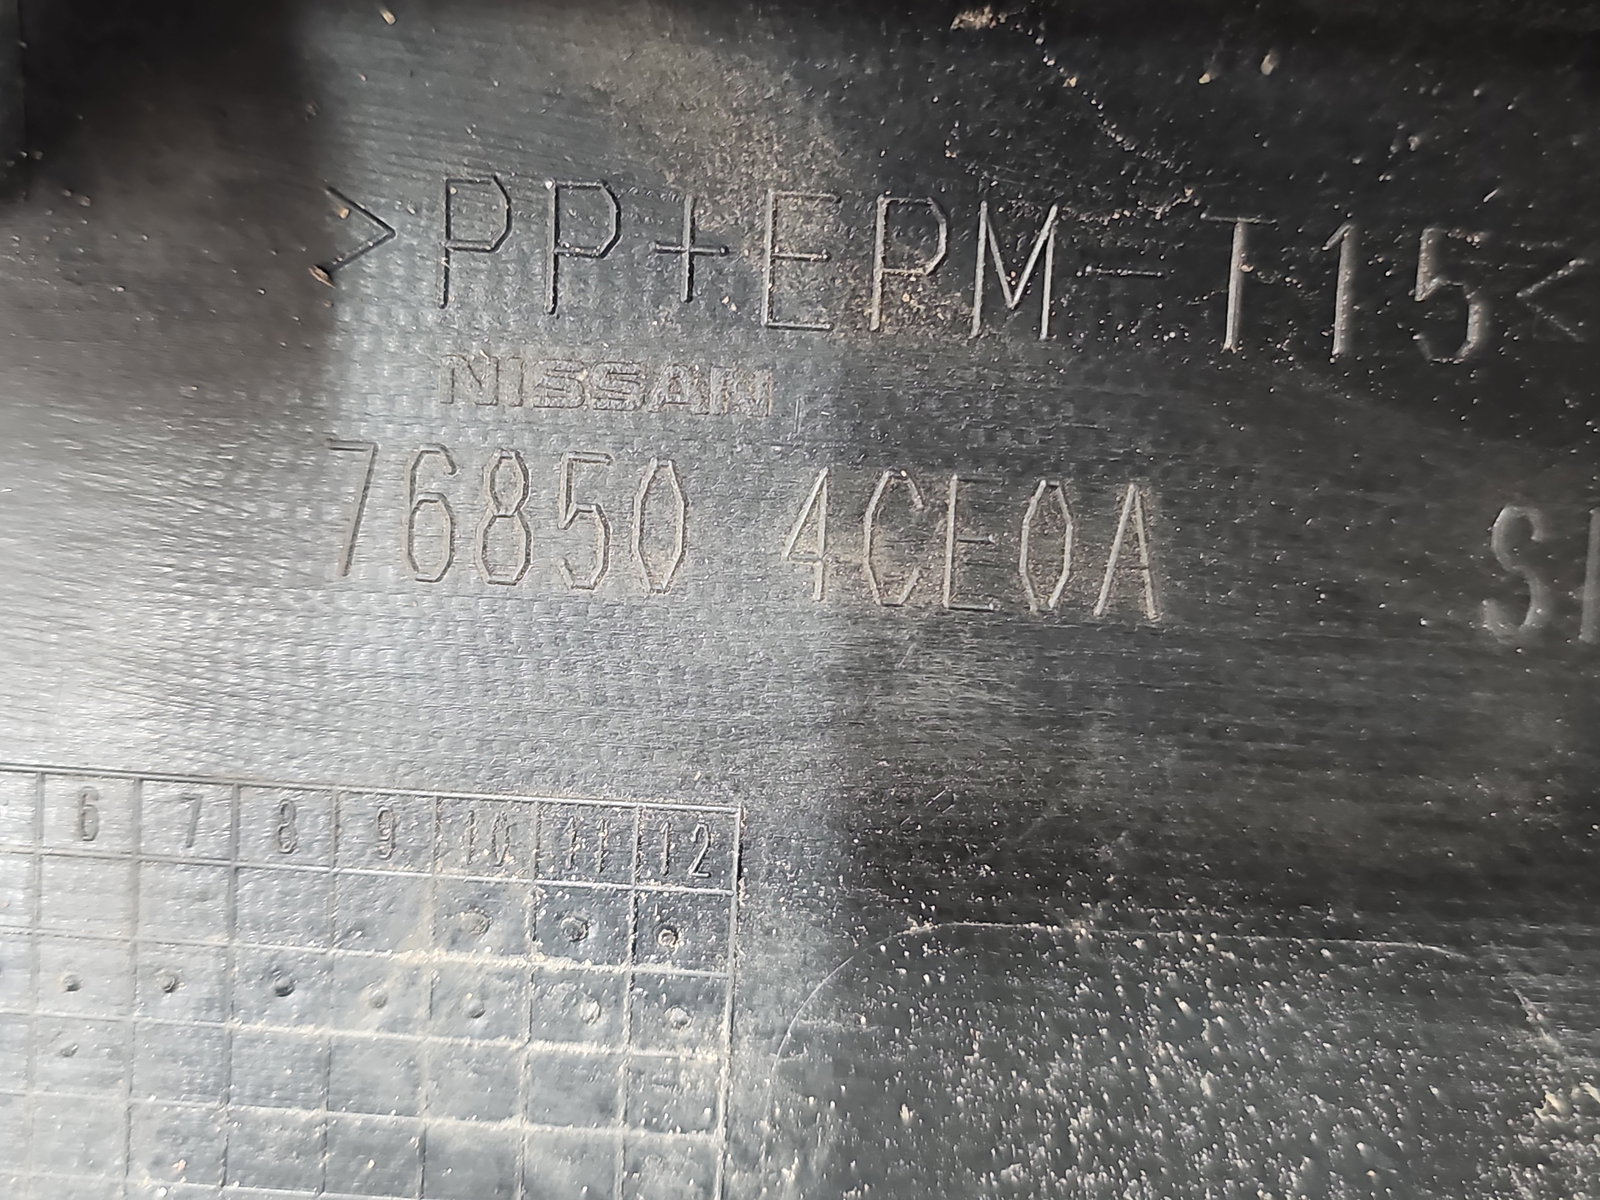 >PP+EPM-T15<
NISSAN
76850 4CE0A
6 7 8 9 10 11 12